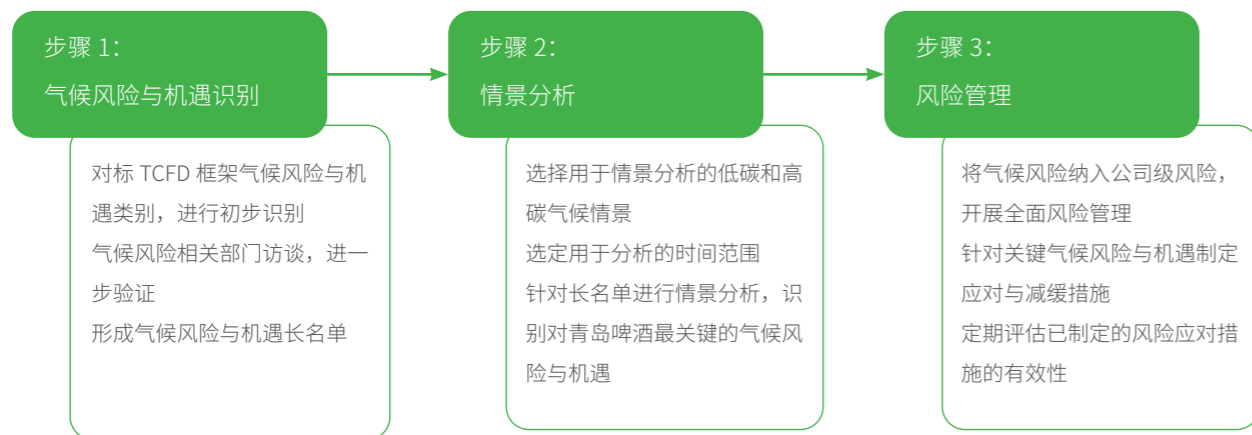 步骤 1：
气候风险与机遇识别
对标 TCFD 框架气候风险与机
遇类别，进行初步识别
气候风险相关部门访谈，进一
步验证
形成气候风险与机遇长名单
步骤 2：
情景分析
选择用于情景分析的低碳和高
碳气候情景
选定用于分析的时间范围
针对长名单进行情景分析，识
别对青岛啤酒最关键的气候风
险与机遇
步骤 3：
风险管理
将气候风险纳入公司级风险，
开展全面风险管理
针对关键气候风险与机遇制定
应对与减缓措施
定期评估已制定的风险应对措
施的有效性